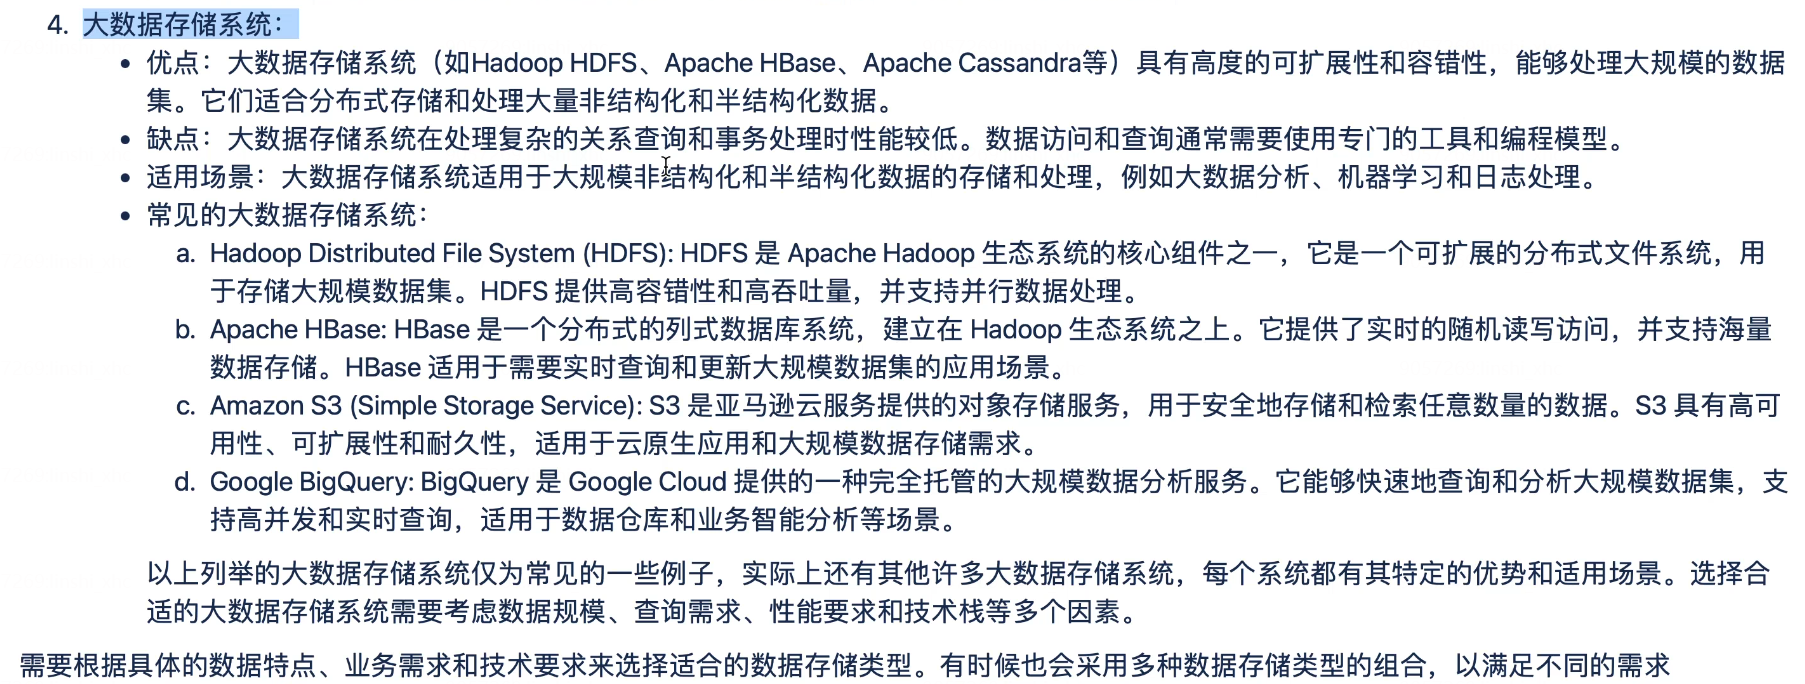 4. 大数据存储系统：
• 优点：大数据存储系统（如Hadoop HDFS、Apache HBase、Apache Cassandra等）具有高度的可扩展性和容错性，能够处理大规模的数据
集。它们适合分布式存储和处理大量非结构化和半结构化数据。
• 缺点：大数据存储系统在处理复杂的关系查询和事务处理时性能较低。数据访问和查询通常需要使用专门的工具和编程模型。
• 适用场景：大数据存储系统适用于大规模非结构化和半结构化数据的存储和处理，例如大数据分析、机器学习和日志处理。
• 常见的大数据存储系统：
a. Hadoop Distributed File System (HDFS): HDFS 是 Apache Hadoop 生态系统的核心组件之一，它是一个可扩展的分布式文件系统，用
于存储大规模数据集。HDFS 提供高容错性和高吞吐量，并支持并行数据处理。
b. Apache HBase: HBase 是一个分布式的列式数据库系统，建立在 Hadoop 生态系统之上。它提供了实时的随机读写访问，并支持海量
数据存储。HBase 适用于需要实时查询和更新大规模数据集的应用场景。
c. Amazon S3 (Simple Storage Service): S3 是亚马逊云服务提供的对象存储服务，用于安全地存储和检索任意数量的数据。S3 具有高可
用性、可扩展性和耐久性，适用于云原生应用和大规模数据存储需求。
d. Google BigQuery: BigQuery 是 Google Cloud 提供的一种完全托管的大规模数据分析服务。它能够快速地查询和分析大规模数据集，支
持高并发和实时查询，适用于数据仓库和业务智能分析等场景。
以上列举的大数据存储系统仅为常见的一些例子，实际上还有其他许多大数据存储系统，每个系统都有其特定的优势和适用场景。选择合
适的大数据存储系统需要考虑数据规模、查询需求、性能要求和技术栈等多个因素。
需要根据具体的数据特点、业务需求和技术要求来选择适合的数据存储类型。有时候也会采用多种数据存储类型的组合，以满足不同的需求